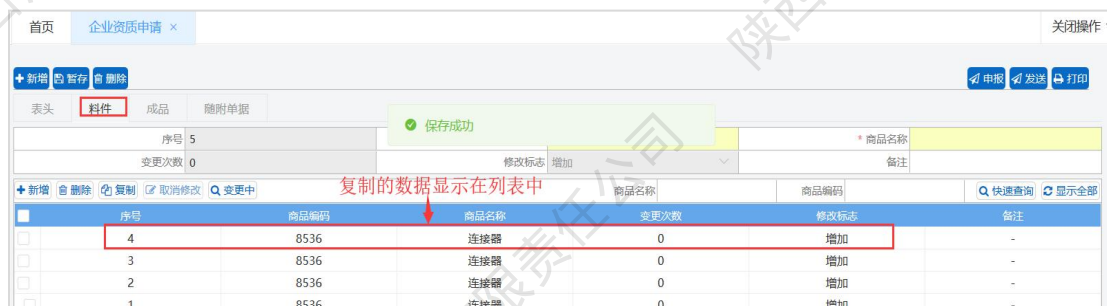 首页 企业资质申请 × 关闭操作
新增 暂存 删除 申报 发送 打印
表头 料件 成品 随附单据
保存成功
序号 5 * 商品名称
变更次数 0 修改标志 增加 备注
新增 删除 复制 取消修改 变更中 复制的数据显示在列表中 商品名称 商品编码 快速查询 显示全部
序号 商品编码 商品名称 变更次数 修改标志 备注
4 8536 连接器 0 增加 -
3 8536 连接器 0 增加 -
2 8536 连接器 0 增加 -
1 8536 连接器 0 增加 -
陕西
限责任公司